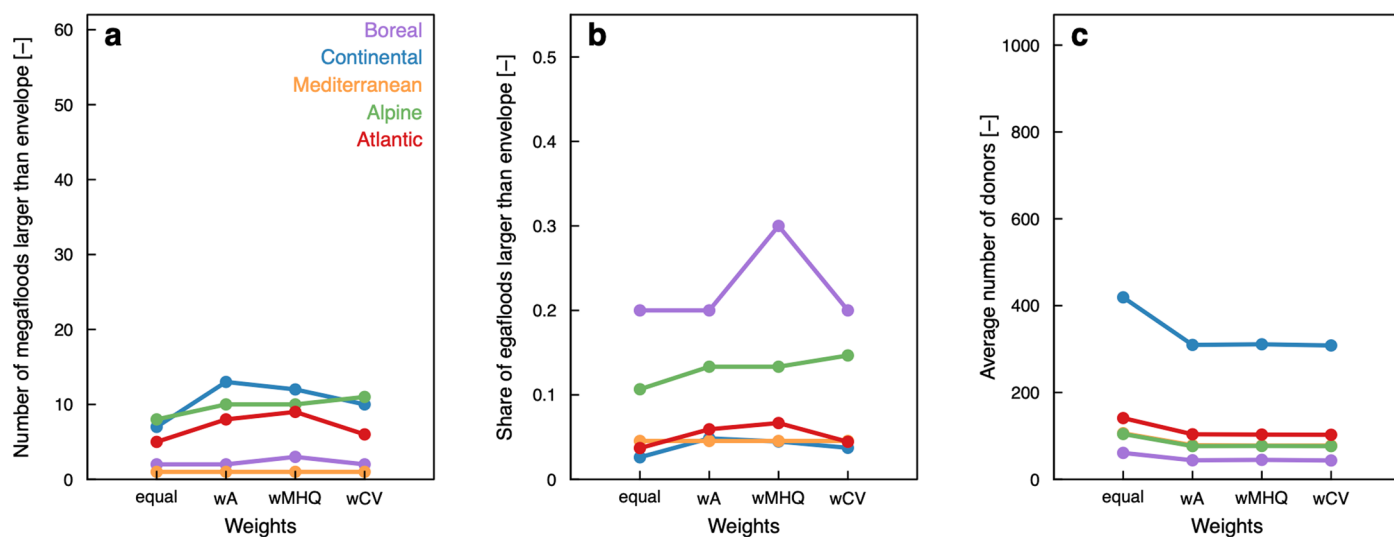 Number of megafloods larger than envelope [–]
60
50
40
30
20
10
0
a
Boreal
Continental
Mediterranean
Alpine
Atlantic
equal wA wMHQ wCV
Weights
Share of egafloods larger than envelope [–]
0.5
0.4
0.3
0.2
0.1
0
b
equal wA wMHQ wCV
Weights
Average number of donors [–]
1000
800
600
400
200
0
c
equal wA wMHQ wCV
Weights